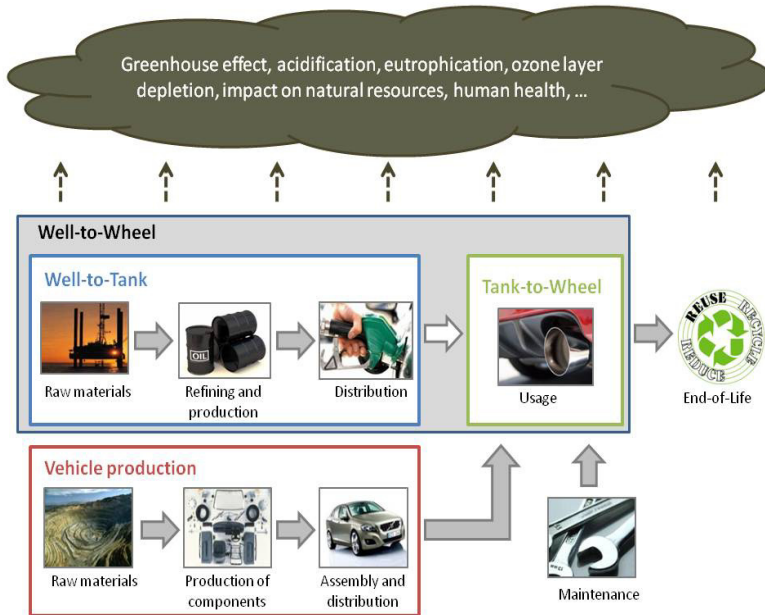 Greenhouse effect, acidification, eutrophication, ozone layer
depletion, impact on natural resources, human health, ...
Well-to-Wheel
Well-to-Tank
Tank-to-Wheel
OIL
REUSE
RECYCLE
REDUCE
Raw materials
Refining and
production
Distribution
Usage
End-of-Life
Vehicle production
Raw materials
Production of
components
Assembly and
distribution
Maintenance